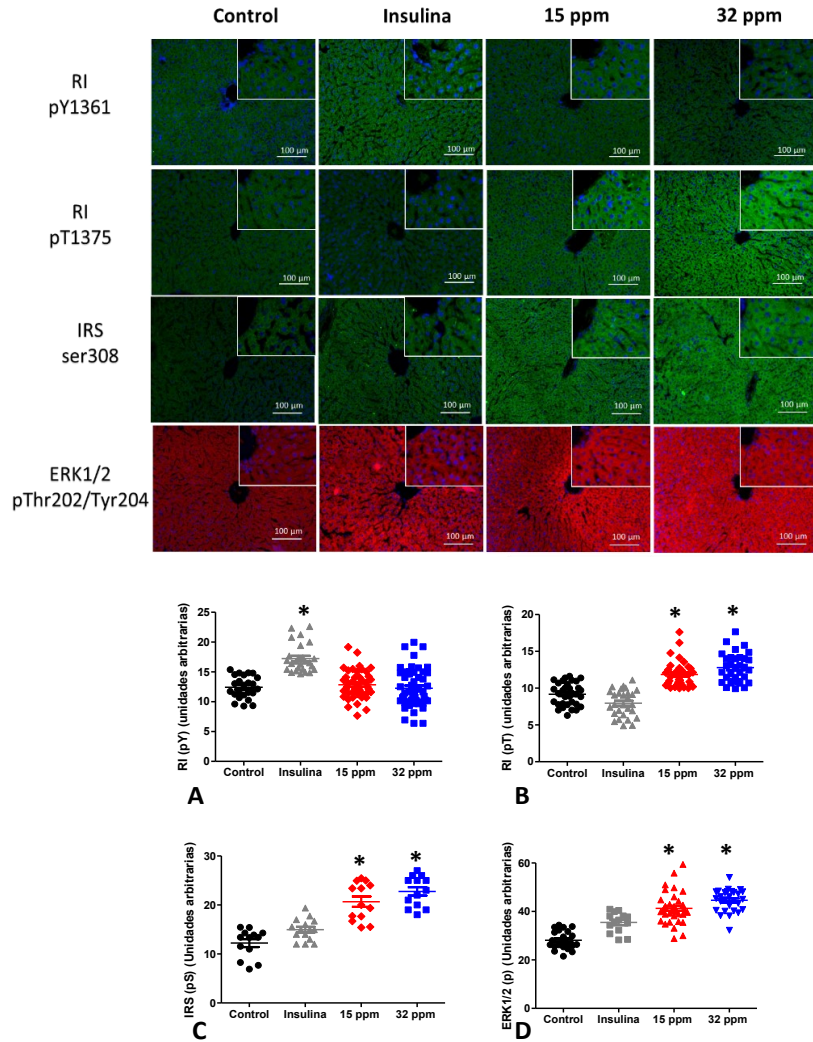 Control Insulina 15 ppm 32 ppm
RI
pY1361
100 µm 100 µm 100 µm 100 µm
RI
pT1375
100 µm 100 µm 100 µm 100 µm
IRS
ser308
100 µm 100 µm 100 µm 100 µm
ERK1/2
pThr202/Tyr204
100 µm 100 µm 100 µm 100 µm
RI (pY) (unidades arbitrarias)
25
20
15
10
5
0
*
Control Insulina 15 ppm 32 ppm
A
RI (pT) (unidades arbitrarias)
20
15
10
5
0
* *
Control Insulina 15 ppm 32 ppm
B
IRS (pS) (Unidades arbitrarias)
30
20
10
0
* *
Control Insulina 15 ppm 32 ppm
C
ERK1/2 (p) (Unidades arbitrarias)
60
40
20
0
* *
Control Insulina 15 ppm 32 ppm
D